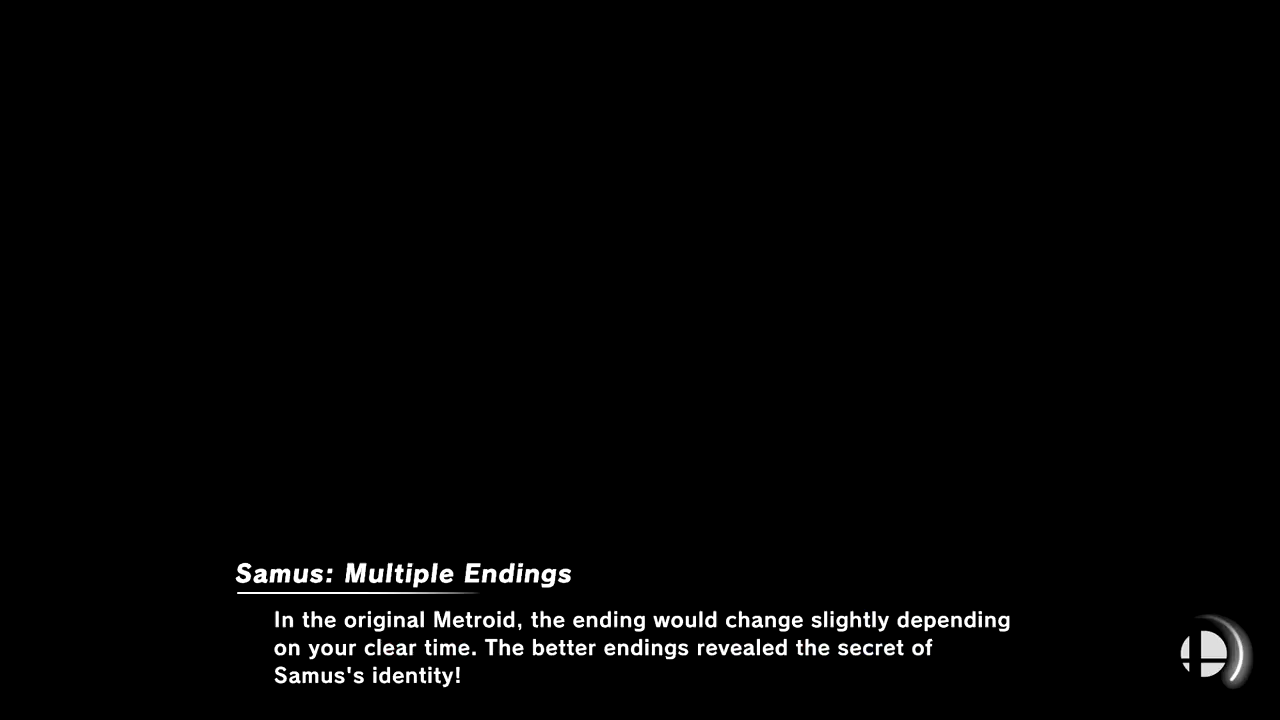 Samus: Multiple Endings
In the original Metroid, the ending would change slightly depending
on your clear time. The better endings revealed the secret of
Samus's identity!